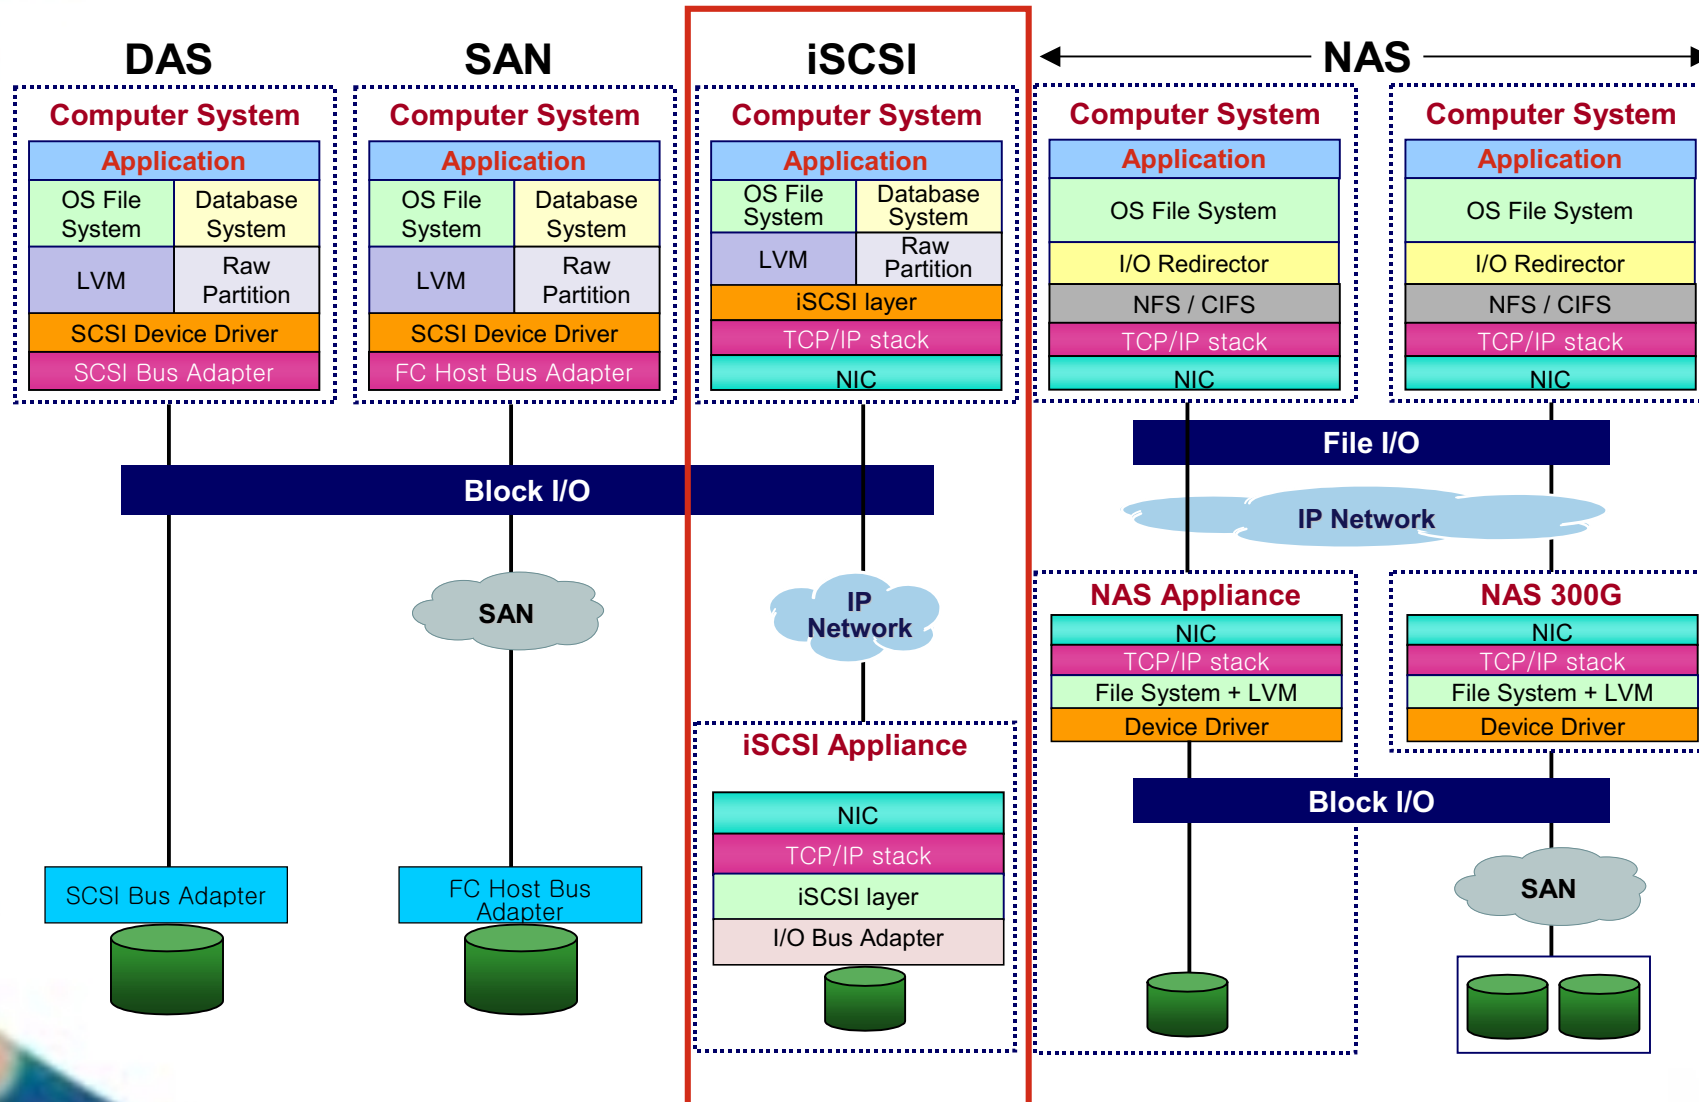 DAS
SAN
iSCSI
NAS
Computer System
Application
OS File
System
Database
System
LVM
Raw
Partition
SCSI Device Driver
SCSI Bus Adapter
Computer System
Application
OS File
System
Database
System
LVM
Raw
Partition
SCSI Device Driver
FC Host Bus Adapter
Computer System
Application
OS File
System
Database
System
LVM
Raw
Partition
iSCSI layer
TCP/IP stack
NIC
Computer System
Application
OS File System
I/O Redirector
NFS / CIFS
TCP/IP stack
NIC
Computer System
Application
OS File System
I/O Redirector
NFS / CIFS
TCP/IP stack
NIC
Block I/O
File I/O
SAN
IP
Network
IP Network
SCSI Bus Adapter
FC Host Bus
Adapter
iSCSI Appliance
NIC
TCP/IP stack
iSCSI layer
I/O Bus Adapter
NAS Appliance
NIC
TCP/IP stack
File System + LVM
Device Driver
NAS 300G
NIC
TCP/IP stack
File System + LVM
Device Driver
Block I/O
SAN